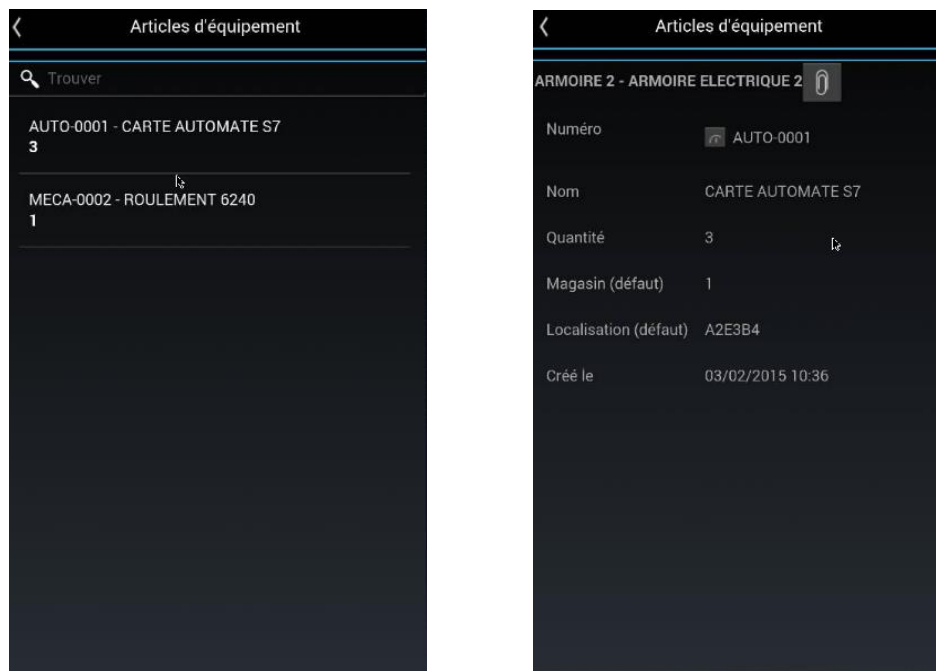 Articles d'équipement
Trouver
AUTO-0001 - CARTE AUTOMATE S7
3
MECA-0002 - ROULEMENT 6240
1
Articles d'équipement
ARMOIRE 2 - ARMOIRE ELECTRIQUE 2
Numéro AUTO-0001
Nom CARTE AUTOMATE S7
Quantité 3
Magasin (défaut) 1
Localisation (défaut) A2E3B4
Créé le 03/02/2015 10:36